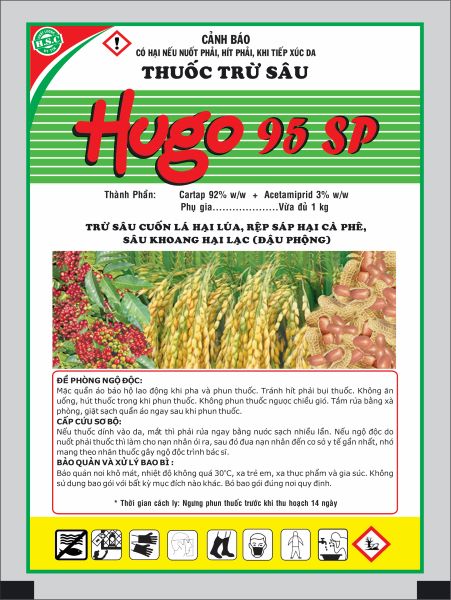 H.S.C
CẢNH BÁO
CÓ HẠI NẾU NUỐT PHẢI, HÍT PHẢI, KHI TIẾP XÚC DA
THUỐC TRỪ SÂU
Hugo 95 SP
Thành Phần: Cartap 92% w/w + Acetamiprid 3% w/w
Phụ gia....................Vừa đủ 1 kg
TRỪ SÂU CUỐN LÁ HẠI LÚA, RỆP SÁP HẠI CÀ PHÊ,
SÂU KHOANG HẠI LẠC (ĐẬU PHỘNG)
ĐỀ PHÒNG NGỘ ĐỘC:
Mặc quần áo bảo hộ lao động khi pha và phun thuốc. Tránh hít phải bụi thuốc. Không ăn
uống, hút thuốc trong khi phun thuốc. Không phun thuọc chiều gió. Tắm rửa bằng xà
phòng, giặt sạch quần áo ngay sau khi phun thuốc.
CẤP CỨU SƠ BỘ:
Nếu thuốc dính vào da, mắt thì phải rửa ngay bằng nước sạch nhiều lần. Nếu ngộ độc do
nuốt phải thuốc thì làm cho nạn nhân ói ra, sau đó đưa nạn nhân đến co só y tế gần nhất, nhó
mang theo nhãn thuốc gây ngộ độc trình bác sĩ.
BẢO QUẢN VÀ XỬ LÝ BAO BÌ :
Bảo quản noi khô mát, nhiệt độ không quá 30°C, xa trẻ em, xa thực phẩm và gia súc. Không
sử dụng bao gói với bất kỳ mục đích nào khác. Bỏ bao gói đúng noi quy định.
* Thời gian cách ly: Ngưng phun thuốc trước khi thu hoạch 14 ngày